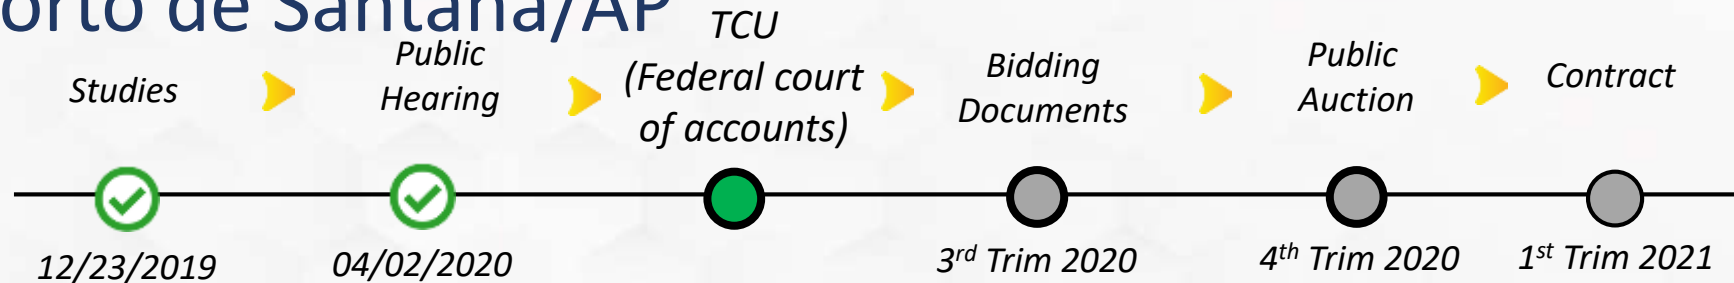 orto de Santana/AP
Studies
Public
Hearing
TCU
(Federal court
of accounts)
Bidding
Documents
Public
Auction
Contract
12/23/2019
04/02/2020
3rd Trim 2020
4th Trim 2020
1st Trim 2021